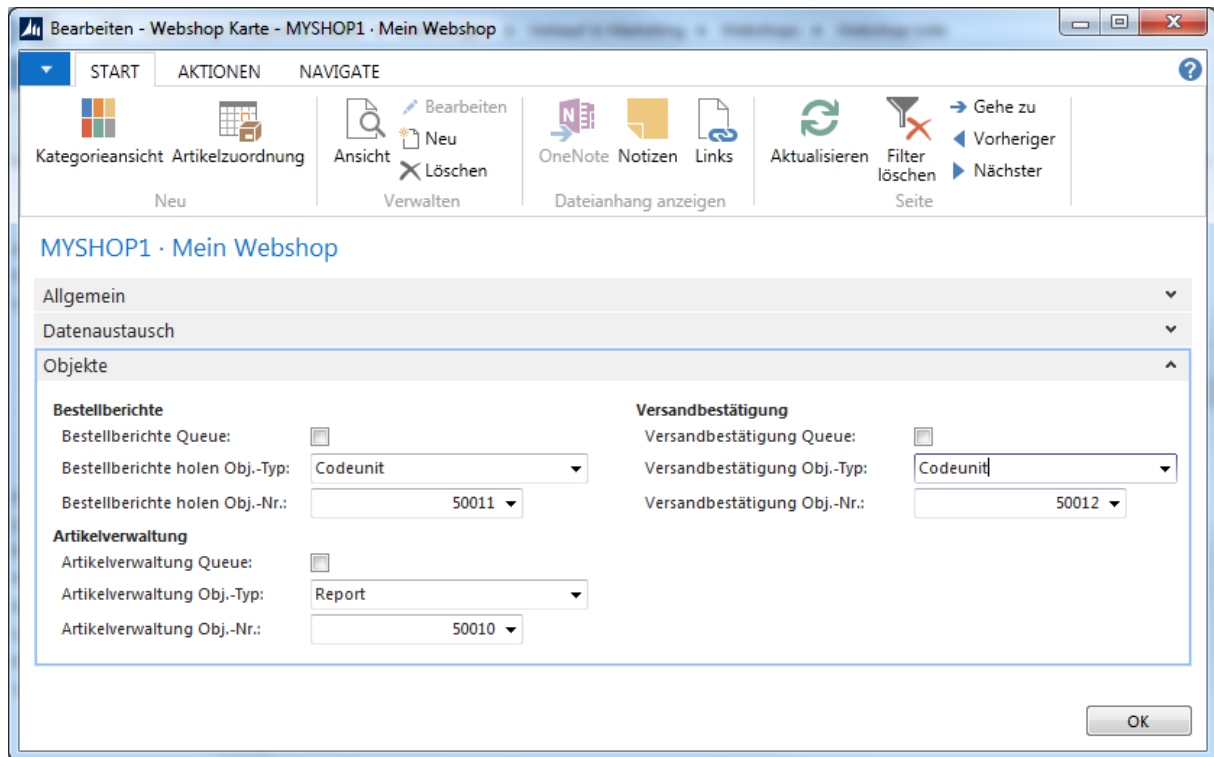 Bearbeiten - Webshop Karte - MYSHOP1 · Mein Webshop
START AKTIONEN NAVIGATE
Kategorieansicht Artikelzuordnung
Neu
Ansicht
Bearbeiten
Neu
Löschen
Verwalten
OneNote Notizen Links
Dateianhang anzeigen
Aktualisieren
Filter
löschen
Gehe zu
Vorheriger
Nächster
Seite
MYSHOP1 · Mein Webshop
Allgemein
Datenaustausch
Objekte
Bestellberichte
Bestellberichte Queue:
Bestellberichte holen Obj.-Typ: Codeunit
Bestellberichte holen Obj.-Nr.: 50011
Artikelverwaltung
Artikelverwaltung Queue:
Artikelverwaltung Obj.-Typ: Report
Artikelverwaltung Obj.-Nr.: 50010
Versandbestätigung
Versandbestätigung Queue:
Versandbestätigung Obj.-Typ: Codeunit
Versandbestätigung Obj.-Nr.: 50012
OK